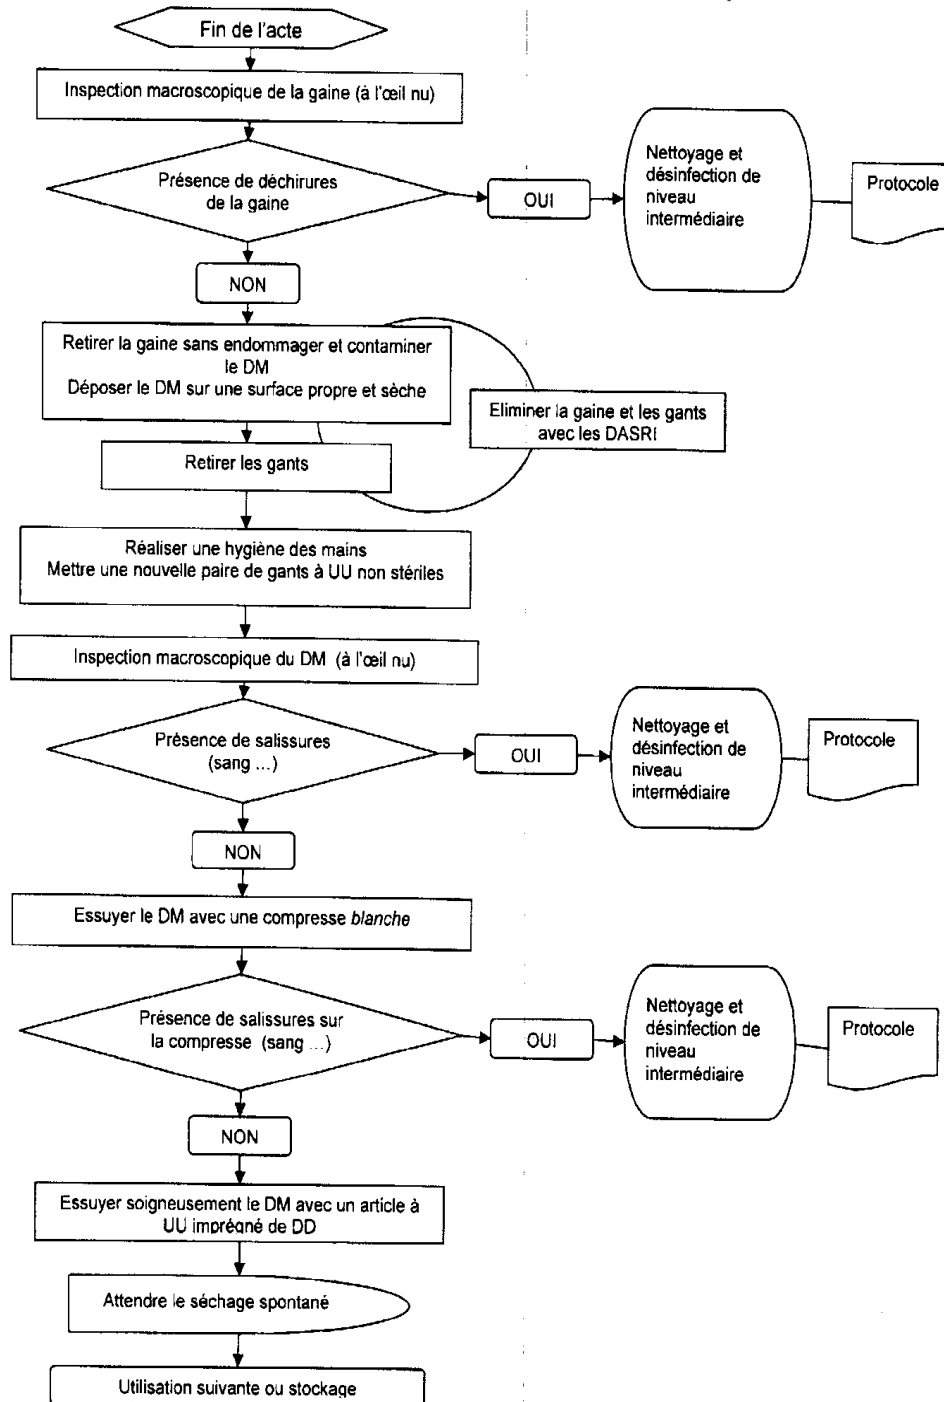 Fin de l'acte
Inspection macroscopique de la gaine (à l'œil nu)
Présence de déchirures
de la gaine
OUI
Nettoyage et
désinfection de
niveau
intermédiaire
Protocole
NON
Retirer la gaine sans endommager et contaminer
le DM
Déposer le DM sur une surface propre et sèche
Eliminer la gaine et les gants
avec les DASRI
Retirer les gants
Réaliser une hygiène des mains
Mettre une nouvelle paire de gants à UU non stériles
Inspection macroscopique du DM (à l'œil nu)
Présence de salissures
(sang ...)
OUI
Nettoyage et
désinfection de
niveau
intermédiaire
Protocole
NON
Essuyer le DM avec une compresse blanche
Présence de salissures sur
la compresse (sang ...)
OUI
Nettoyage et
désinfection de
niveau
intermédiaire
Protocole
NON
Essuyer soigneusement le DM avec un article à
UU imprégné de DD
Attendre le séchage spontané
Utilisation suivante ou stockage